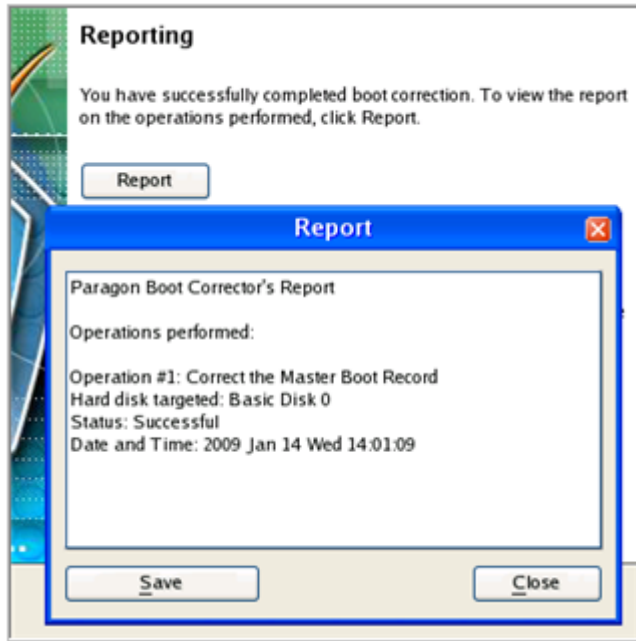 Reporting
You have successfully completed boot correction. To view the report
on the operations performed, click Report.
Report
Report
Paragon Boot Corrector's Report
Operations performed:
Operation #1: Correct the Master Boot Record
Hard disk targeted: Basic Disk 0
Status: Successful
Date and Time: 2009 Jan 14 Wed 14:01:09
Save
Close